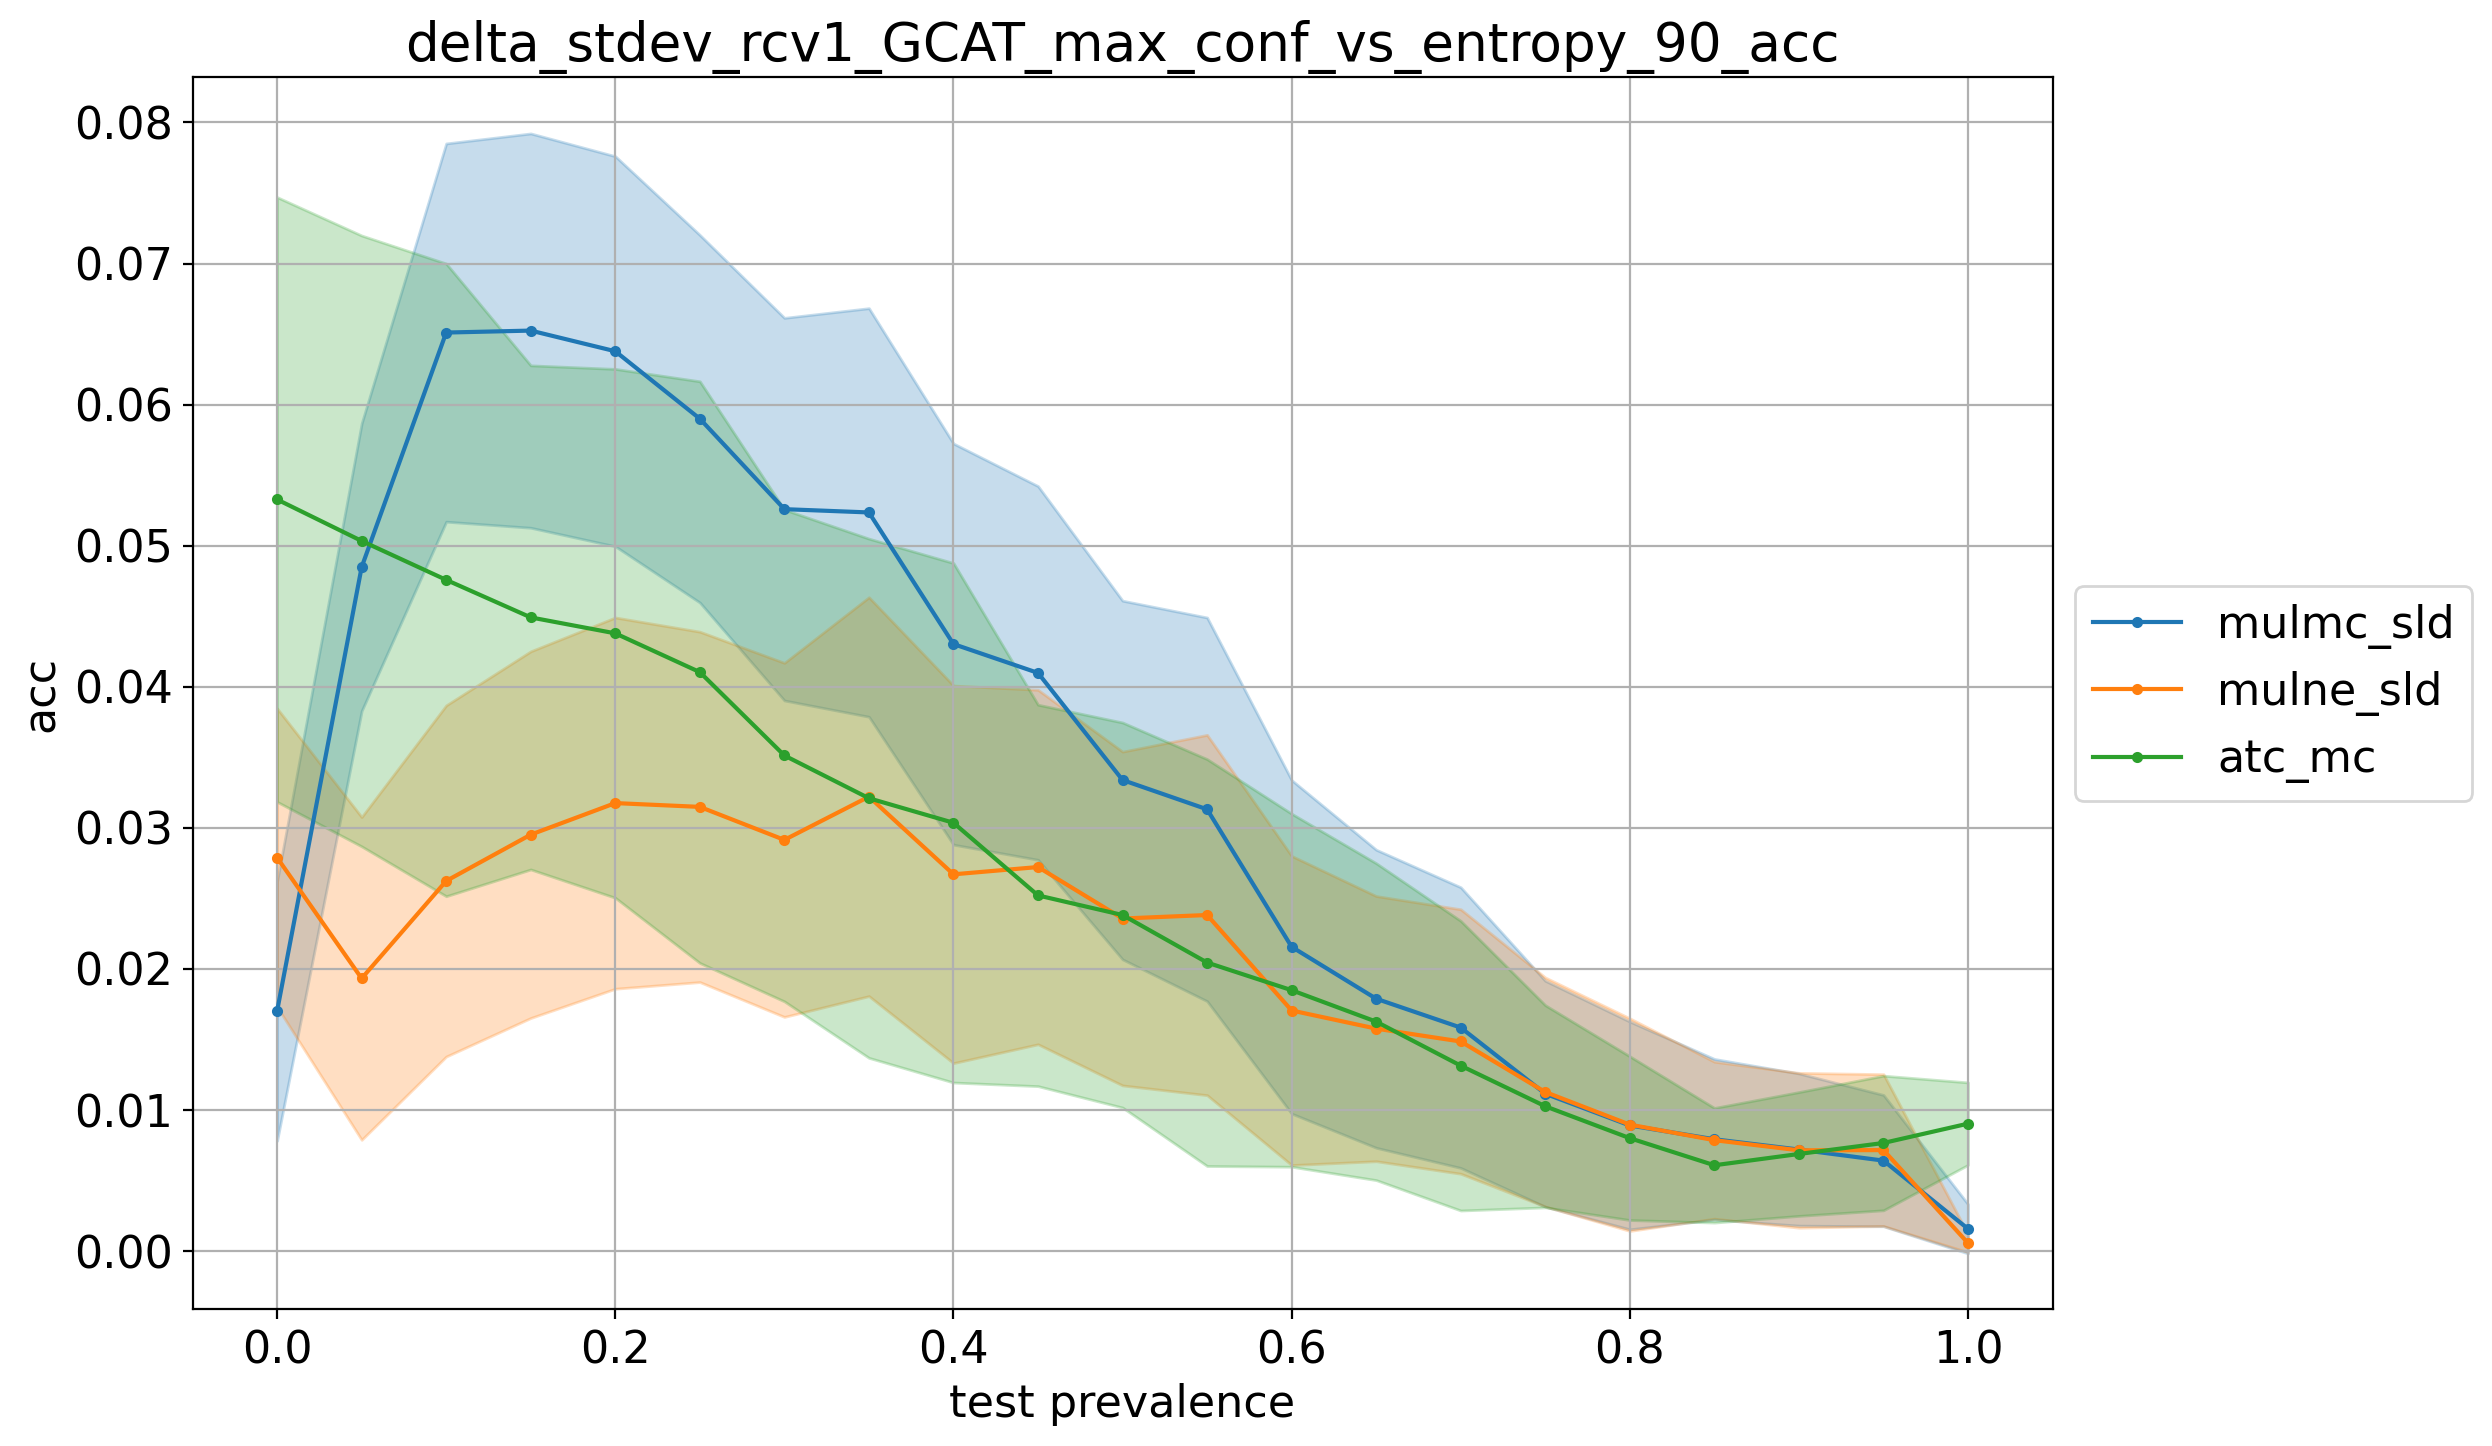 delta_stdev_rcv1_GCAT_max_conf_vs_entropy_90_acc
0.08
0.07
0.06
0.05
0.04
0.03
0.02
0.01
0.00
acc
0.0 0.2 0.4 0.6 0.8 1.0
test prevalence
mulmc_sld
mulne_sld
atc_mc